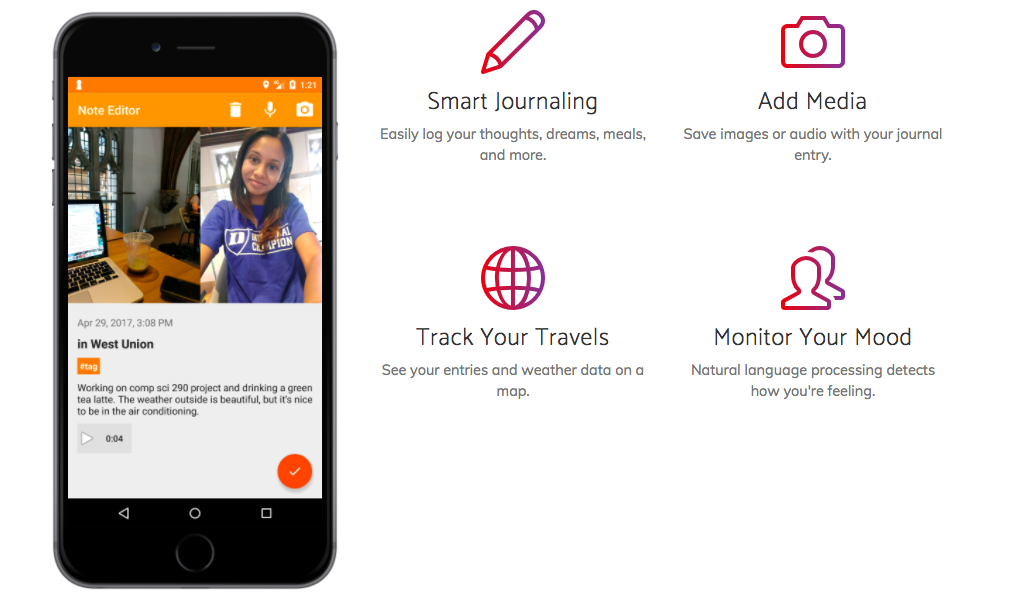 1:21
Note Editor
D
CHAMPION
Apr 29, 2017, 3:08 PM
in West Union
#tag
Working on comp sci 290 project and drinking a green
tea latte. The weather outside is beautiful, but it's nice
to be in the air conditioning.
0:04
Smart Journaling
Easily log your thoughts, dreams, meals,
and more.
Add Media
Save images or audio with your journal
entry.
Track Your Travels
See your entries and weather data on a
map.
Monitor Your Mood
Natural language processing detects
how you're feeling.